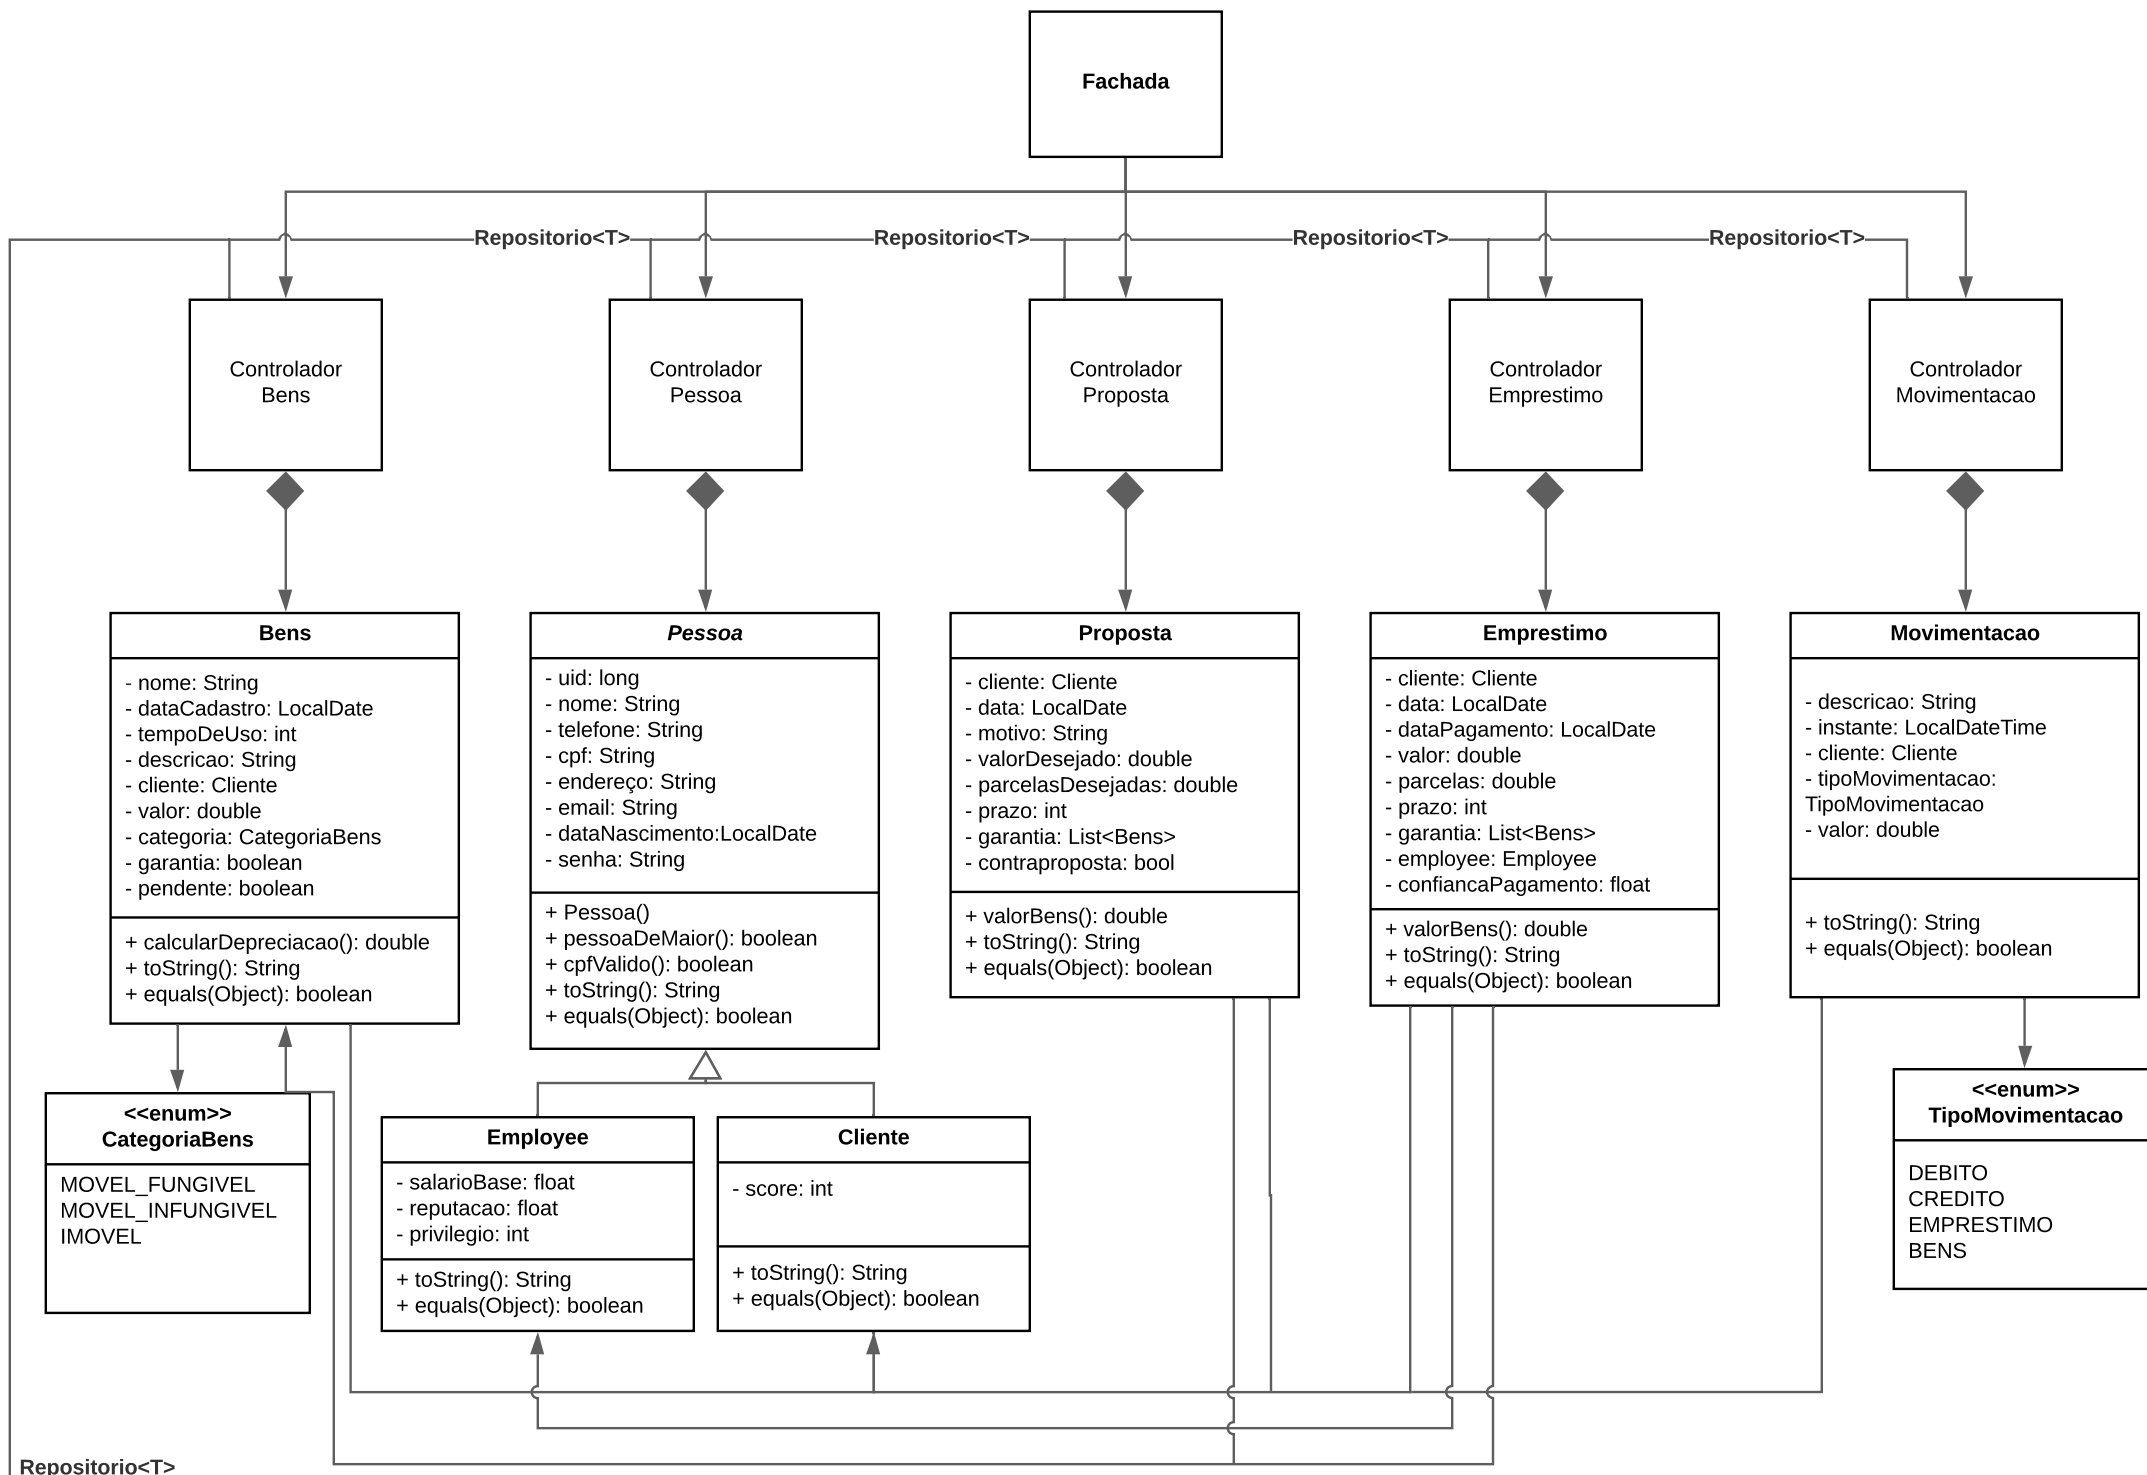 Fachada
Repositorio<T>
Repositorio<T>
Repositorio<T>
Repositorio<T>
Controlador
Bens
Controlador
Pessoa
Controlador
Proposta
Controlador
Emprestimo
Controlador
Movimentacao
Bens
- nome: String
- dataCadastro: LocalDate
- tempoDeUso: int
- descricao: String
- cliente: Cliente
- valor: double
- categoria: CategoriaBens
- garantia: boolean
- pendente: boolean
+ calcularDepreciacao(): double
+ toString(): String
+ equals(Object): boolean
Pessoa
- uid: long
- nome: String
- telefone: String
- cpf: String
- endereço: String
- email: String
- dataNascimento:LocalDate
- senha: String
+ Pessoa()
+ pessoaDeMaior(): boolean
+ cpfValido(): boolean
+ toString(): String
+ equals(Object): boolean
Proposta
- cliente: Cliente
- data: LocalDate
- motivo: String
- valorDesejado: double
- parcelasDesejadas: double
- prazo: int
- garantia: List<Bens>
- contraproposta: bool
+ valorBens(): double
+ toString(): String
+ equals(Object): boolean
Emprestimo
- cliente: Cliente
- data: LocalDate
- dataPagamento: LocalDate
- valor: double
- parcelas: double
- prazo: int
- garantia: List<Bens>
- employee: Employee
- confiancaPagamento: float
+ valorBens(): double
+ toString(): String
+ equals(Object): boolean
Movimentacao
- descricao: String
- instante: LocalDateTime
- cliente: Cliente
- tipoMovimentacao:
TipoMovimentacao
- valor: double
+ toString(): String
+ equals(Object): boolean
<<enum>>
CategoriaBens
MOVEL_FUNGIVEL
MOVEL_INFUNGIVEL
IMOVEL
Employee
- salarioBase: float
- reputacao: float
- privilegio: int
+ toString(): String
+ equals(Object): boolean
Cliente
- score: int
+ toString(): String
+ equals(Object): boolean
<<enum>>
TipoMovimentacao
DEBITO
CREDITO
EMPRESTIMO
BENS
Repositorio<T>